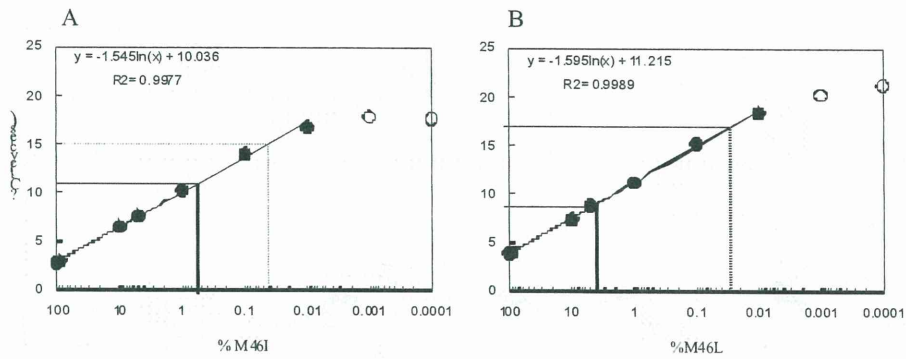 A
B
y = -1.545ln(x) + 10.036
R2= 0.9977
y = -1.595ln(x) + 11.215
R2= 0.9989
25
20
15
10
5
0
100 10 1 0.1 0.01 0.001 0.0001
% M46I
25
20
15
10
5
0
100 10 1 0.1 0.01 0.001 0.0001
%M46L